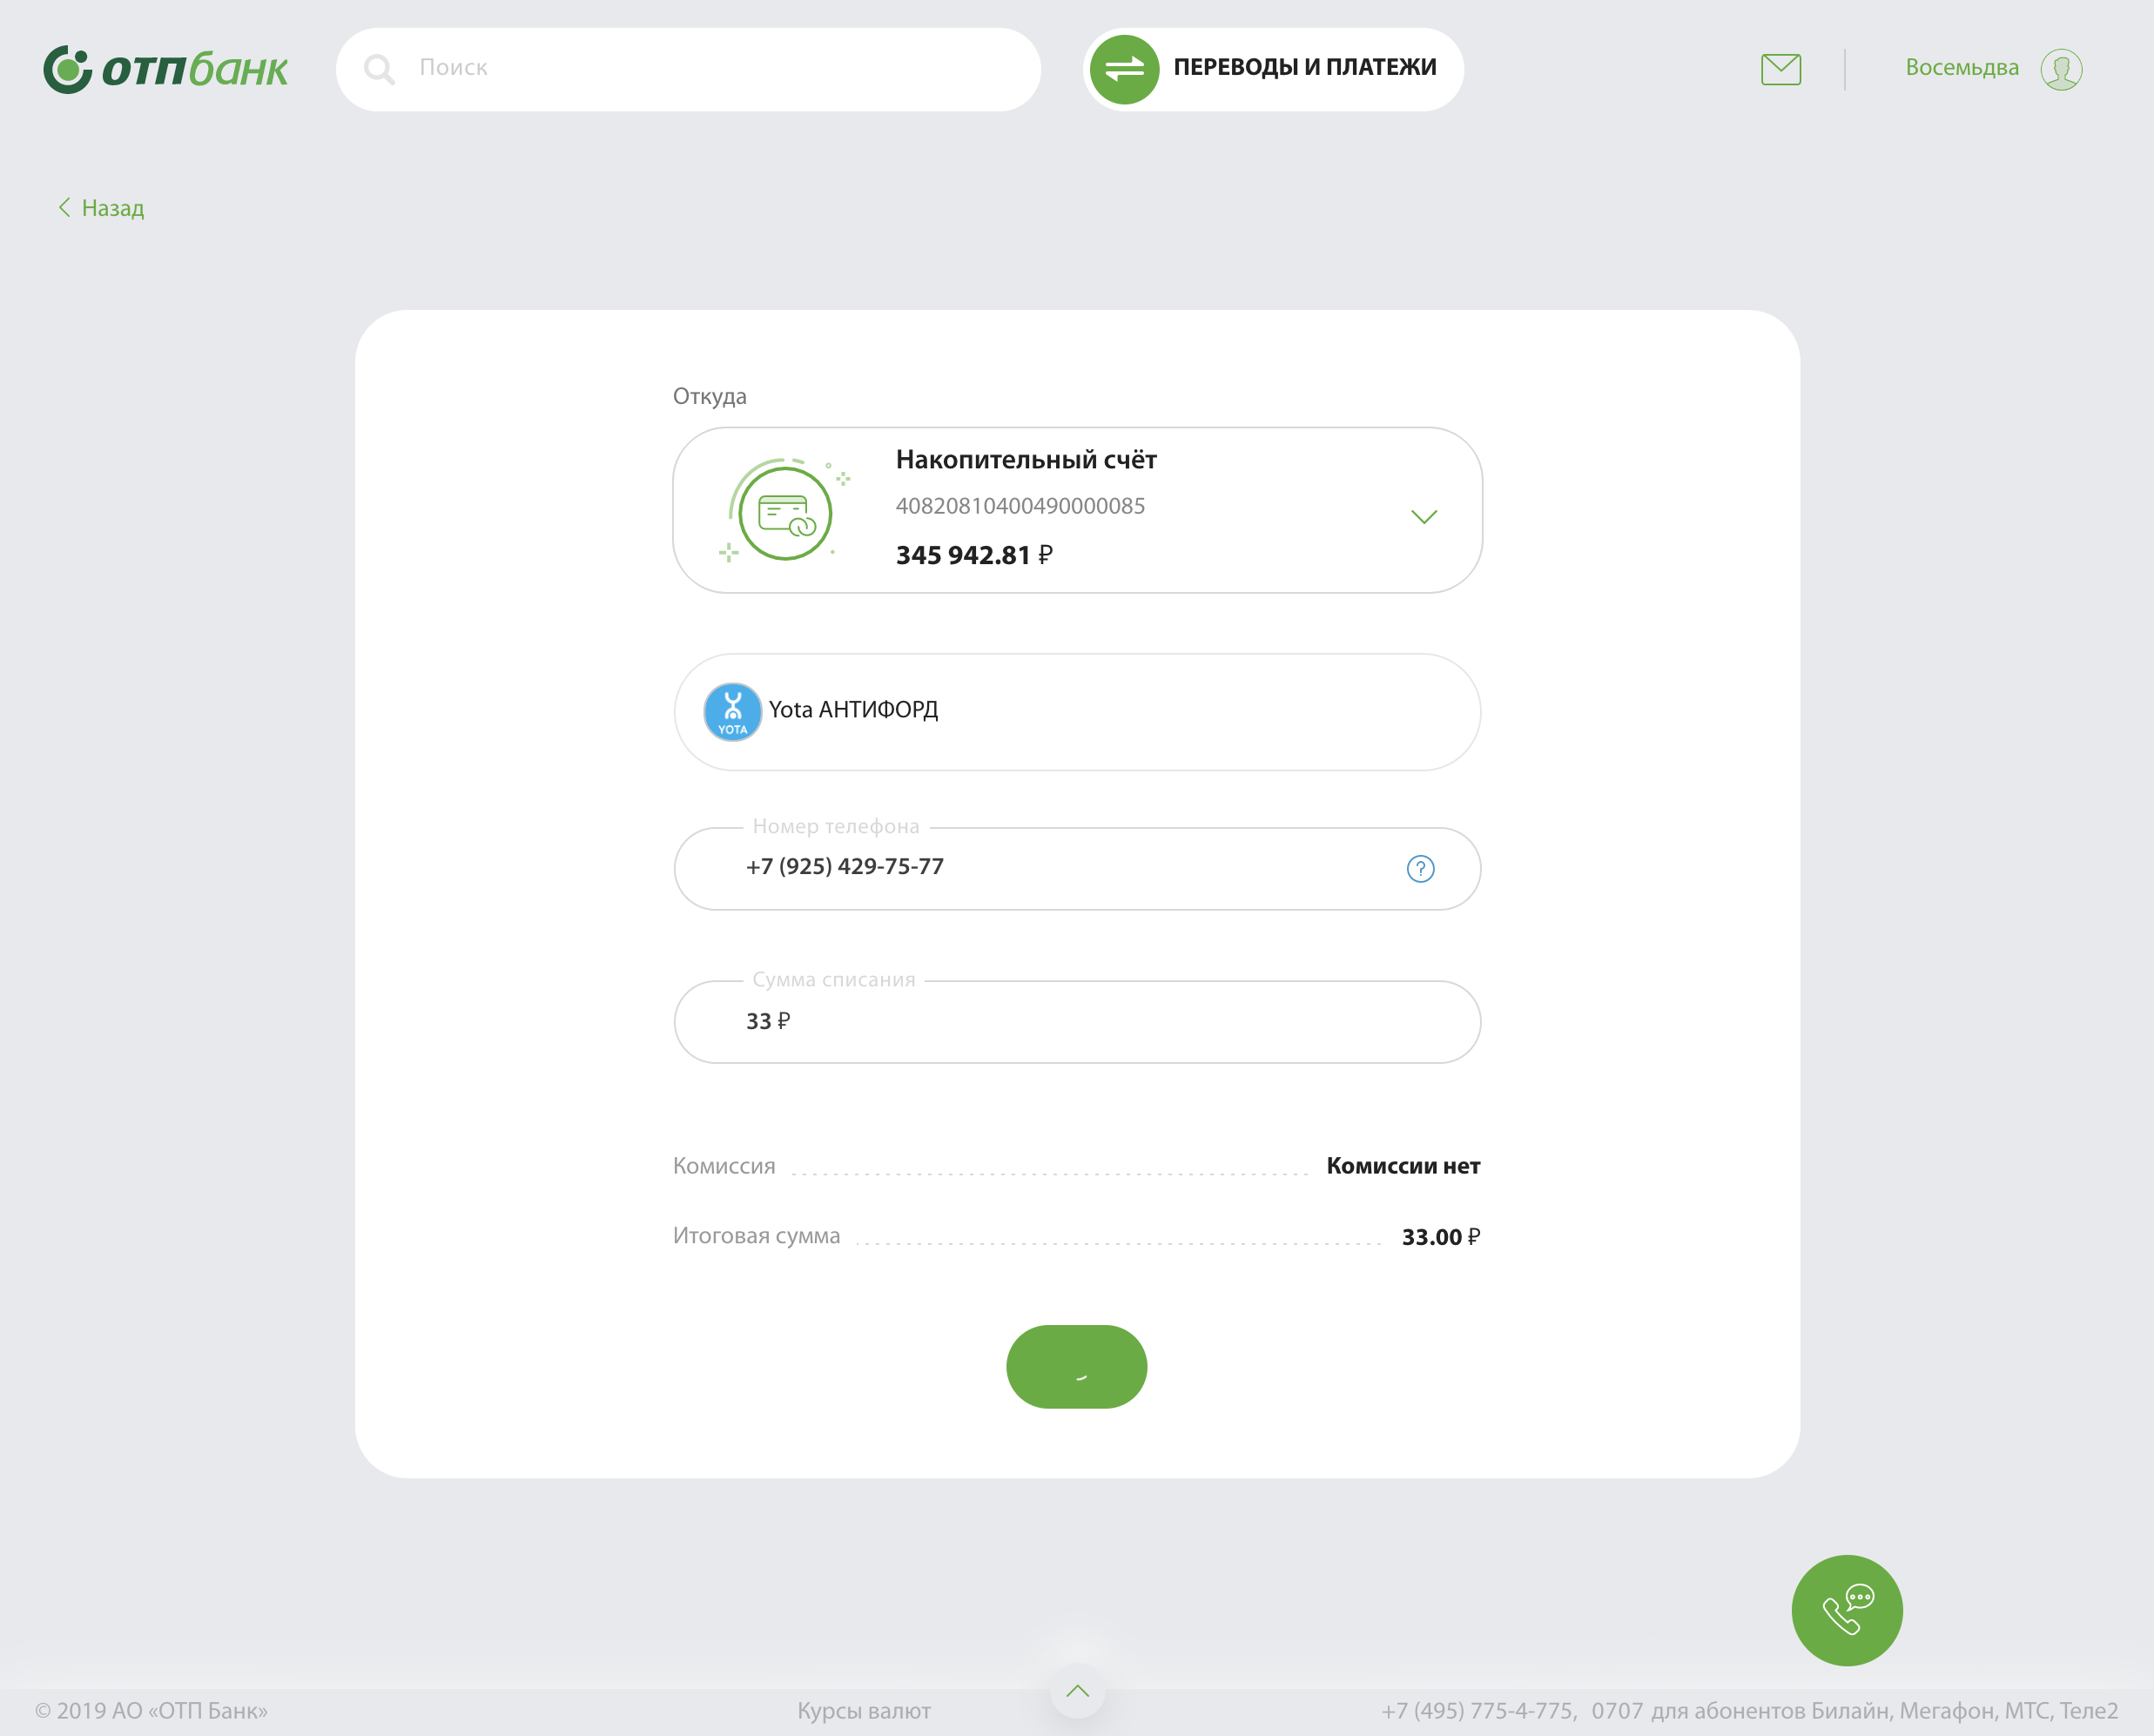 отпбанк
Поиск
ПЕРЕВОДЫ И ПЛАТЕЖИ
Восемьдва
Назад
Откуда
Накопительный счёт
40820810400490000085
345 942.81 ₽
YOTA
Yota АНТИФОРД
Номер телефона
+7 (925) 429-75-77
?
Сумма списания
33 ₽
Комиссия
Комиссии нет
Итоговая сумма
33.00 ₽
© 2019 АО «ОТП Банк»
Курсы валют
+7 (495) 775-4-775, 0707 для абонентов Билайн, Мегафон, МТС, Теле2